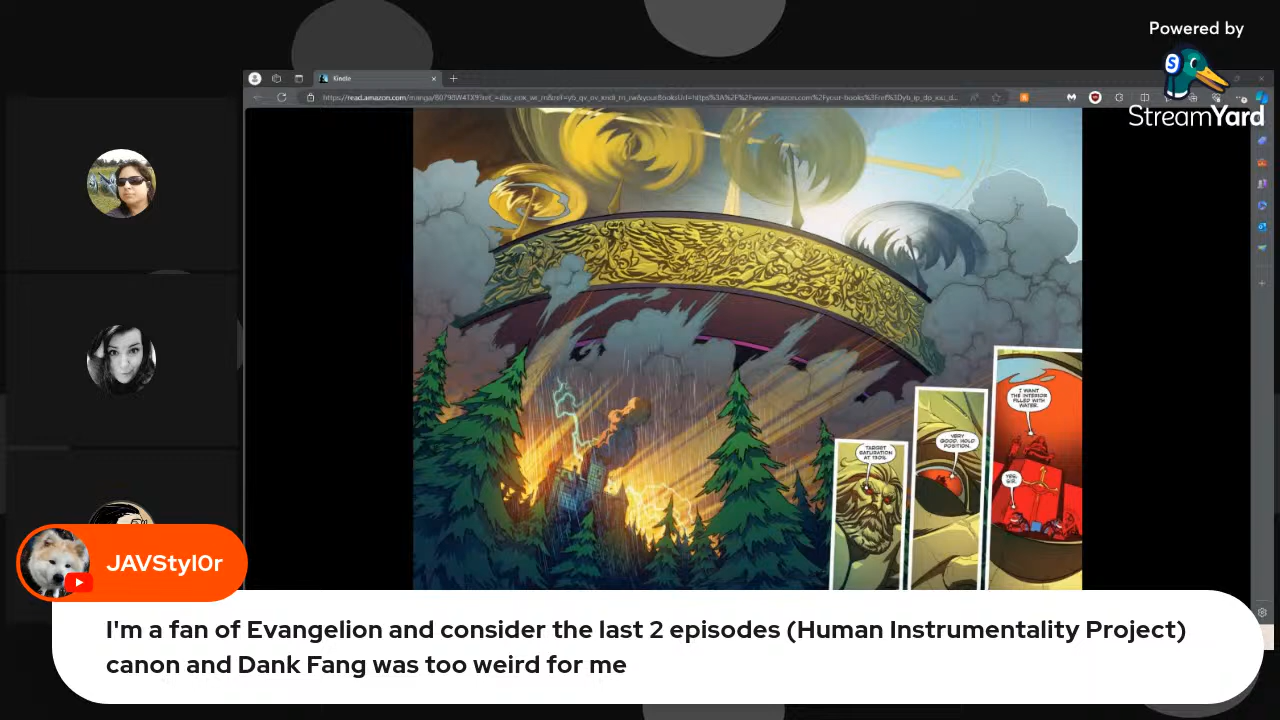 Powered by
StreamYard
Kindle
I WANT
THE INTERIOR
FILLED WITH
WATER.
VERY
GOOD. HOLD
POSITION.
TARGET
SATURATION
YES,
SIR.
JAVStyl0r
I'm a fan of Evangelion and consider the last 2 episodes (Human Instrumentality Project)
canon and Dank Fang was too weird for me